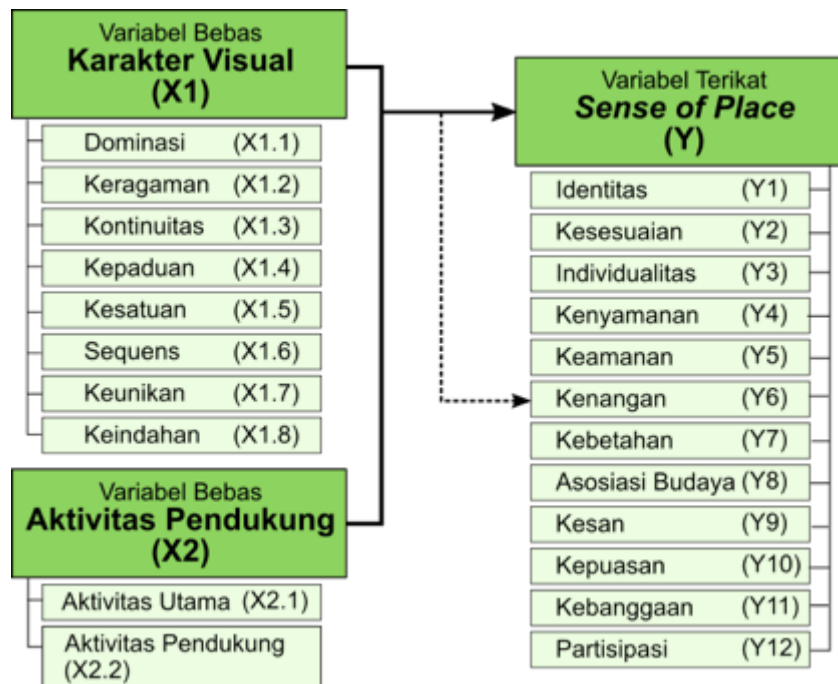 Variabel Bebas
Karakter Visual
(X1)
Dominasi (X1.1)
Keragaman (X1.2)
Kontinuitas (X1.3)
Kepaduan (X1.4)
Kesatuan (X1.5)
Sequens (X1.6)
Keunikan (X1.7)
Keindahan (X1.8)
Variabel Bebas
Aktivitas Pendukung
(X2)
Aktivitas Utama (X2.1)
Aktivitas Pendukung
(X2.2)
Variabel Terikat
Sense of Place
(Y)
Identitas (Y1)
Kesesuaian (Y2)
Individualitas (Y3)
Kenyamanan (Y4)
Keamanan (Y5)
Kenangan (Y6)
Kebetahan (Y7)
Asosiasi Budaya (Y8)
Kesan (Y9)
Kepuasan (Y10)
Kebanggaan (Y11)
Partisipasi (Y12)